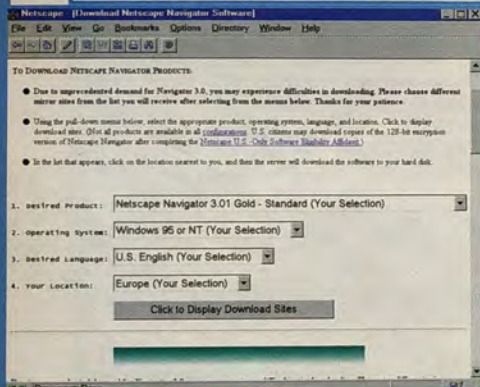 Netscape - [Download Netscape Navigator Software]
File Edit View Go Bookmarks Options Directory Window Help
TO DOWNLOAD NETSCAPE NAVIGATOR PRODUCTS:
● Due to unprecedented demand for Navigator 3.0, you may experience difficulties in downloading. Please choose different
mirror sites from the list you will receive after selecting from the menus below. Thanks for your patience.
● Using the pull-down menus below, select the appropriate product, operating system, language, and location. Click to display
download sites. (Not all products are available in all configurations. U.S. citizens may download copies of the 128-bit encryption
version of Netscape Navigator after completing the Netscape U.S.-Only Software Eligibility Affidavit.)
● In the list that appears, click on the location nearest to you, and then the server will download the software to your hard disk.
1. Desired Product: Netscape Navigator 3.01 Gold - Standard (Your Selection)
2. Operating System: Windows 95 or NT (Your Selection)
3. Desired Language: U.S. English (Your Selection)
4. Your Location: Europe (Your Selection)
Click to Display Download Sites